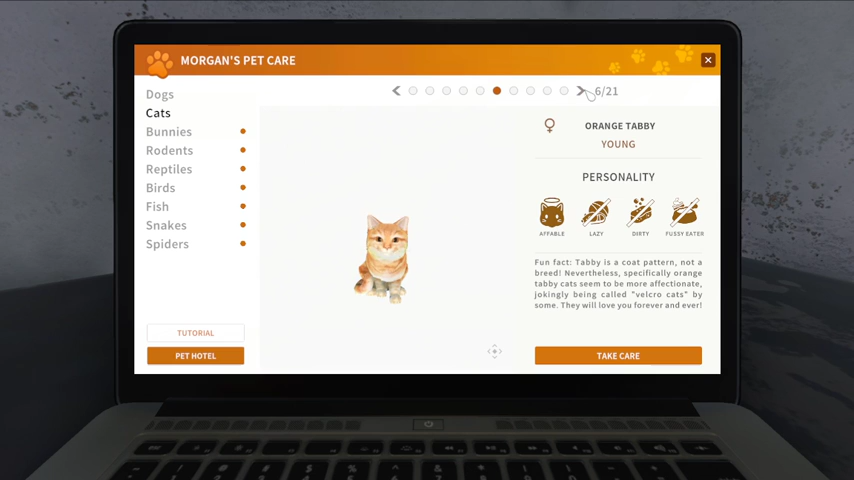 MORGAN'S PET CARE
6/21
Dogs
Cats
Bunnies
Rodents
Reptiles
Birds
Fish
Snakes
Spiders
TUTORIAL
PET HOTEL
ORANGE TABBY
YOUNG
PERSONALITY
AFFABLE
LAZY
DIRTY
FUSSY EATER
Fun fact: Tabby is a coat pattern, not a
breed! Nevertheless, specifically orange
tabby cats seem to be more affectionate,
jokingly being called "velcro cats" by
some. They will love you forever and ever!
TAKE CARE